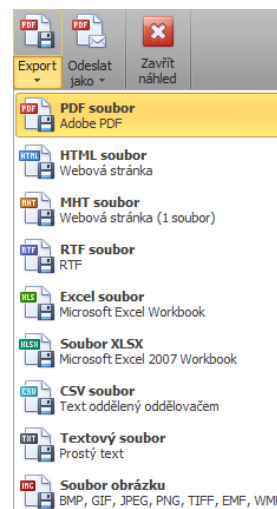 PDF PDF
Export Odeslat jako Zavřít náhled
PDF PDF soubor
Adobe PDF
HTML HTML soubor
Webová stránka
MHT MHT soubor
Webová stránka (1 soubor)
RTF RTF soubor
RTF
XLS Excel soubor
Microsoft Excel Workbook
XLSX Soubor XLSX
Microsoft Excel 2007 Workbook
CSV CSV soubor
Text oddělený oddělovačem
TXT Textový soubor
Prostý text
IMG Soubor obrázku
BMP, GIF, JPEG, PNG, TIFF, EMF, WMF